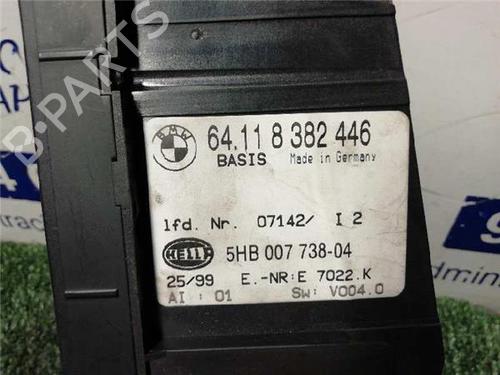 BMW
64.11 8 382 446
BASIS Made in Germany
lfd. Nr. 07142/ I 2
HELLA 5HB 007 738-04
25/99 E.-NR:E 7022.K
AI : 01 SW: V004.0
B-PARTS